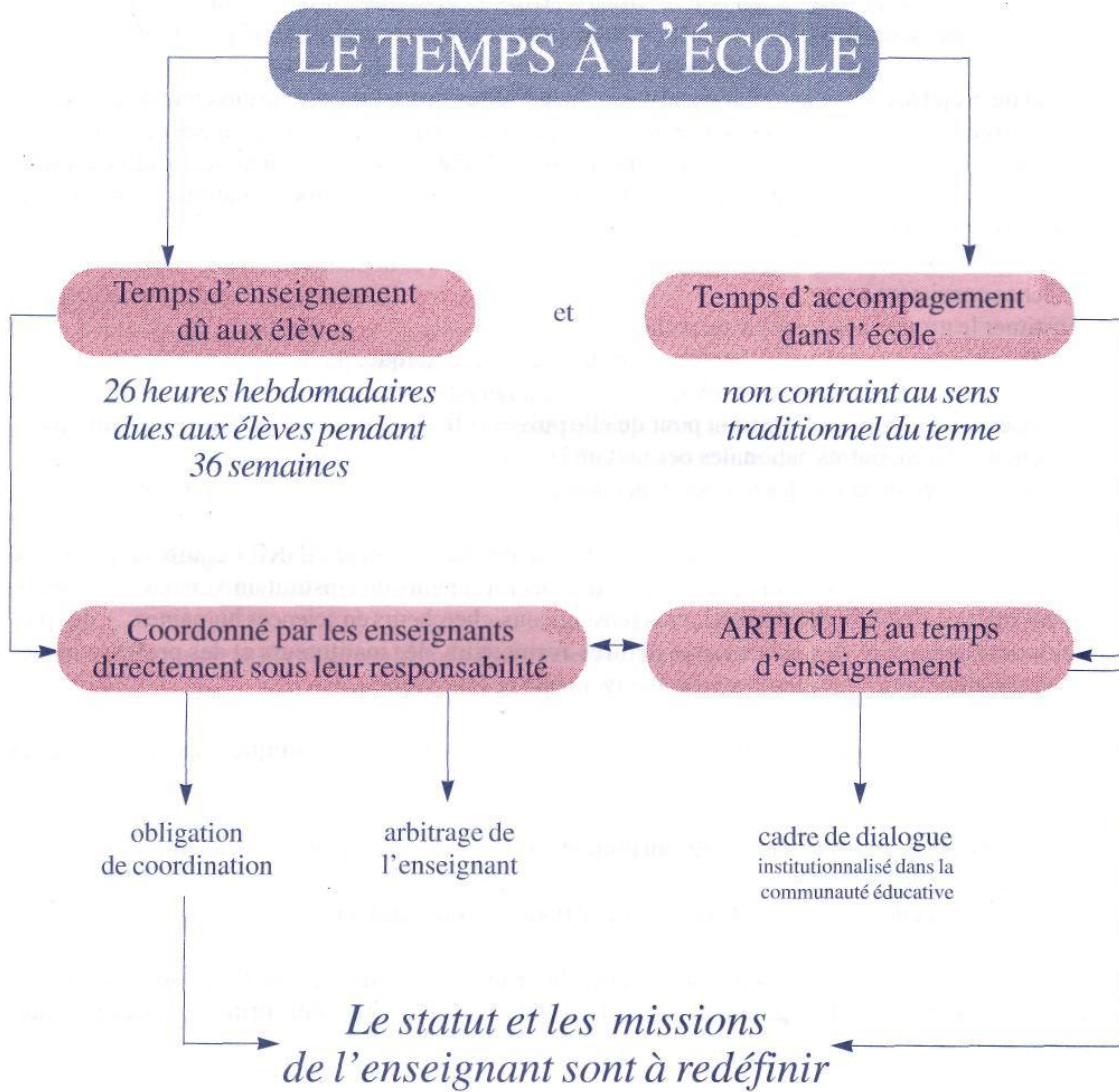 LE TEMPS À L'ÉCOLE
Temps d'enseignement
dû aux élèves
et
Temps d'accompagement
dans l'école
26 heures hebdomadaires
dues aux élèves pendant
36 semaines
non contraint au sens
traditionnel du terme
Coordonné par les enseignants
directement sous leur responsabilité
ARTICULÉ au temps
d'enseignement
obligation
de coordination
arbitrage de
l'enseignant
cadre de dialogue
institutionnalisé dans la
communauté éducative
Le statut et les missions
de l'enseignant sont à redéfinir